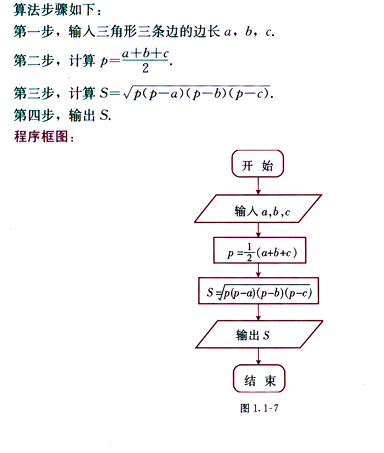 算法步骤如下:
第一步, 输入三角形三条边的边长 a, b, c.
第二步, 计算 p=\frac{a+b+c}{2}.
第三步, 计算 S=√p(p-a)(p-b)(p-c).
第四步, 输出 S.
程序框图:
开 始
输入 a,b,c
p=\frac{1}{2}(a+b+c)
S=√p(p-a)(p-b)(p-c)
输出 S
结 束
图 1.1-7